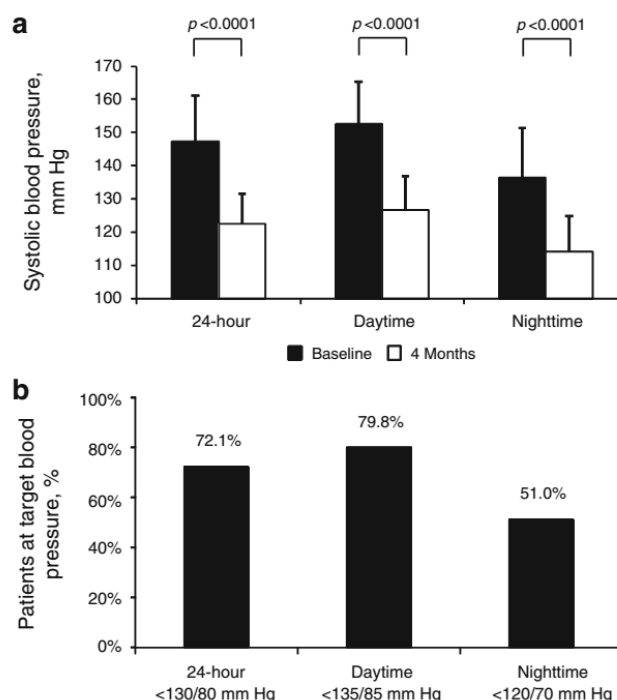 a
p<0.0001 p<0.0001 p<0.0001
Systolic blood pressure,
mm Hg
170
160
150
140
130
120
110
100
24-hour Daytime Nighttime
Baseline 4 Months
b
Patients at target blood
pressure, %
100%
80%
60%
40%
20%
0%
72.1% 79.8% 51.0%
24-hour Daytime Nighttime
<130/80 mm Hg <135/85 mm Hg <120/70 mm Hg